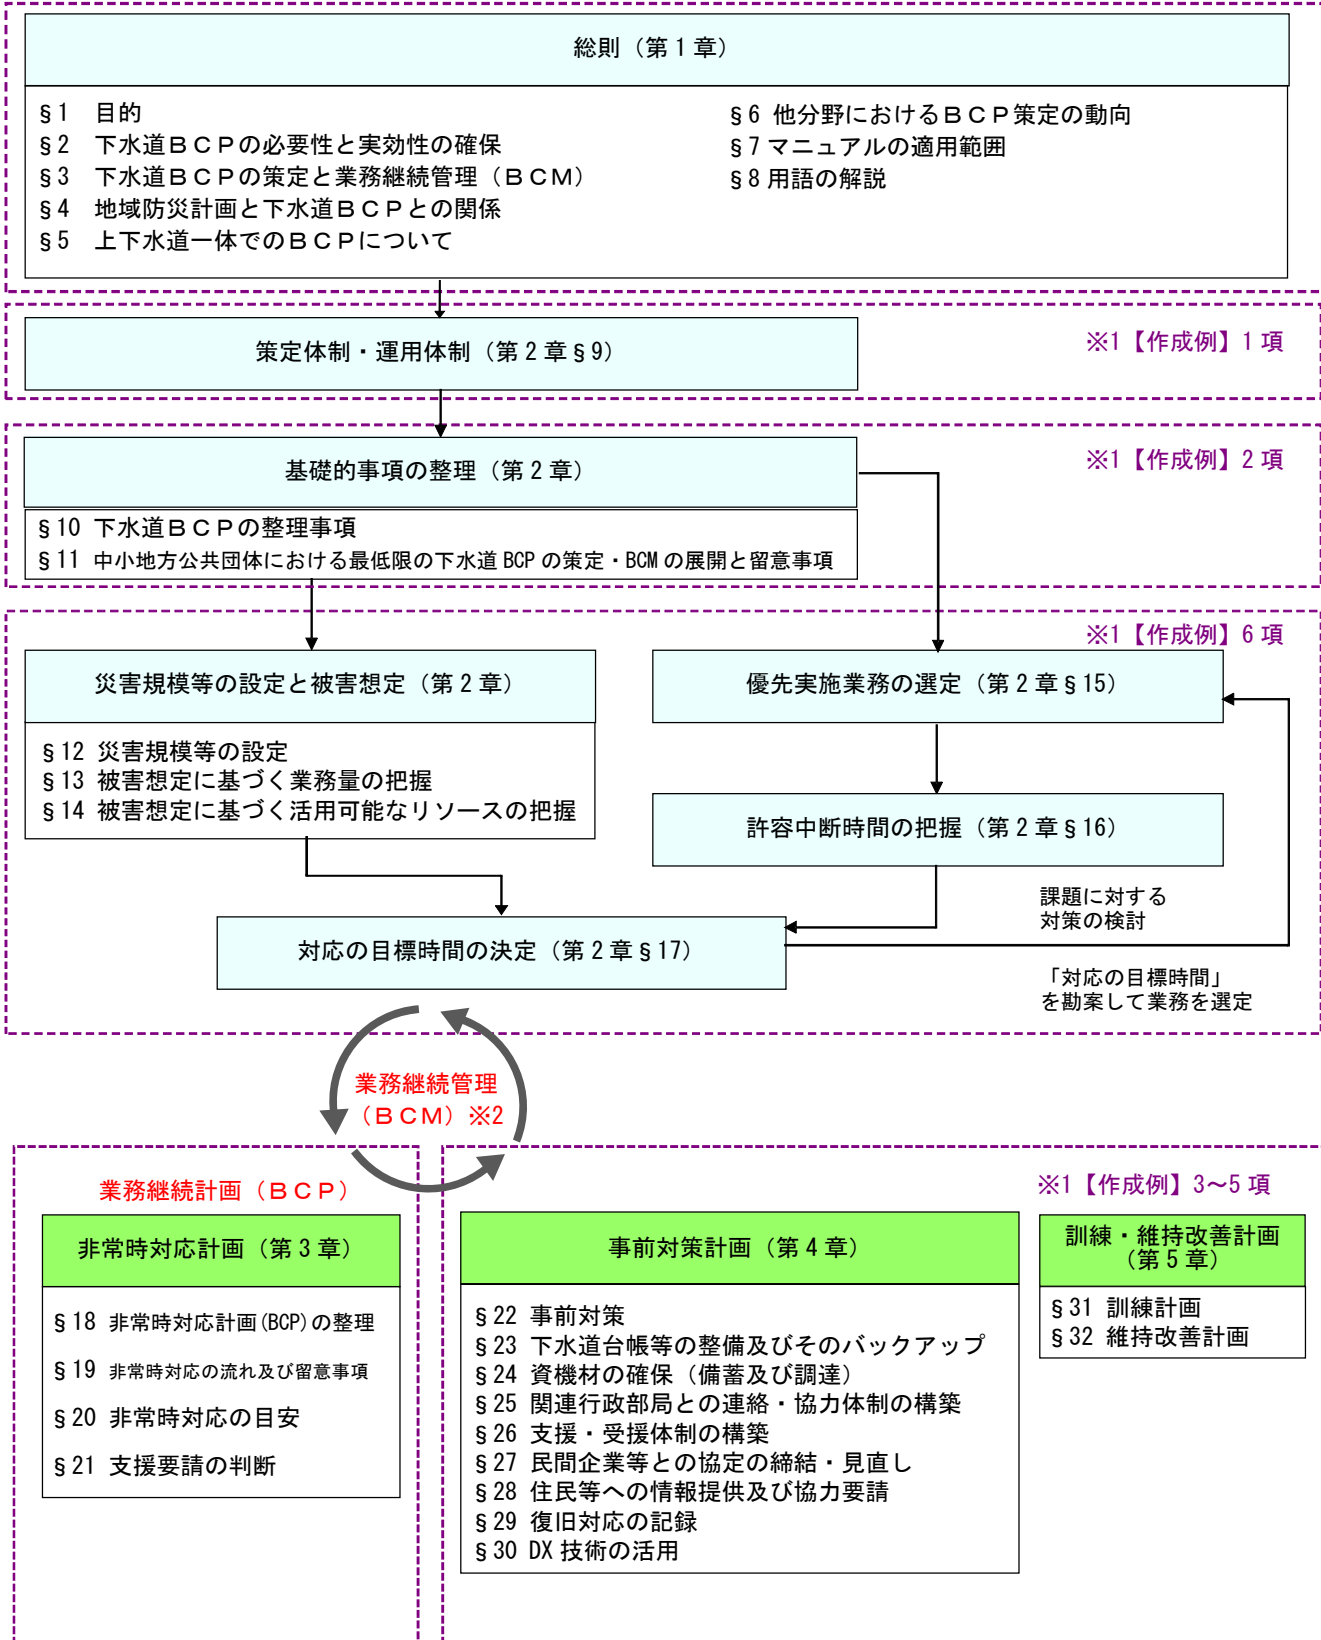 総則（第１章）
§1 目的
§2 下水道ＢＣＰの必要性と実効性の確保
§3 下水道ＢＣＰの策定と業務継続管理（ＢＣＭ）
§4 地域防災計画と下水道ＢＣＰとの関係
§5 上下水道一体でのＢＣＰについて
§6 他分野におけるＢＣＰ策定の動向
§7 マニュアルの適用範囲
§8 用語の解説
策定体制・運用体制（第２章§9）
※1【作成例】1 項
基礎的事項の整理（第２章）
※1【作成例】2 項
§10 下水道ＢＣＰの整理事項
§11 中小地方公共団体における最低限の下水道 BCP の策定・BCM の展開と留意事項
※1【作成例】6 項
災害規模等の設定と被害想定（第２章）
§12 災害規模等の設定
§13 被害想定に基づく業務量の把握
§14 被害想定に基づく活用可能なリソースの把握
優先実施業務の選定（第２章§15）
許容中断時間の把握（第２章§16）
課題に対する
対策の検討
対応の目標時間の決定（第２章§17）
「対応の目標時間」
を勘案して業務を選定
業務継続管理
（ＢＣＭ）※2
業務継続計画（ＢＣＰ）
非常時対応計画（第３章）
§18 非常時対応計画(BCP)の整理
§19 非常時対応の流れ及び留意事項
§20 非常時対応の目安
§21 支援要請の判断
※1【作成例】3～5 項
事前対策計画（第４章）
§22 事前対策
§23 下水道台帳等の整備及びそのバックアップ
§24 資機材の確保（備蓄及び調達）
§25 関連行政部局との連絡・協力体制の構築
§26 支援・受援体制の構築
§27 民間企業等との協定の締結・見直し
§28 住民等への情報提供及び協力要請
§29 復旧対応の記録
§30 DX 技術の活用
訓練・維持改善計画
（第５章）
§31 訓練計画
§32 維持改善計画